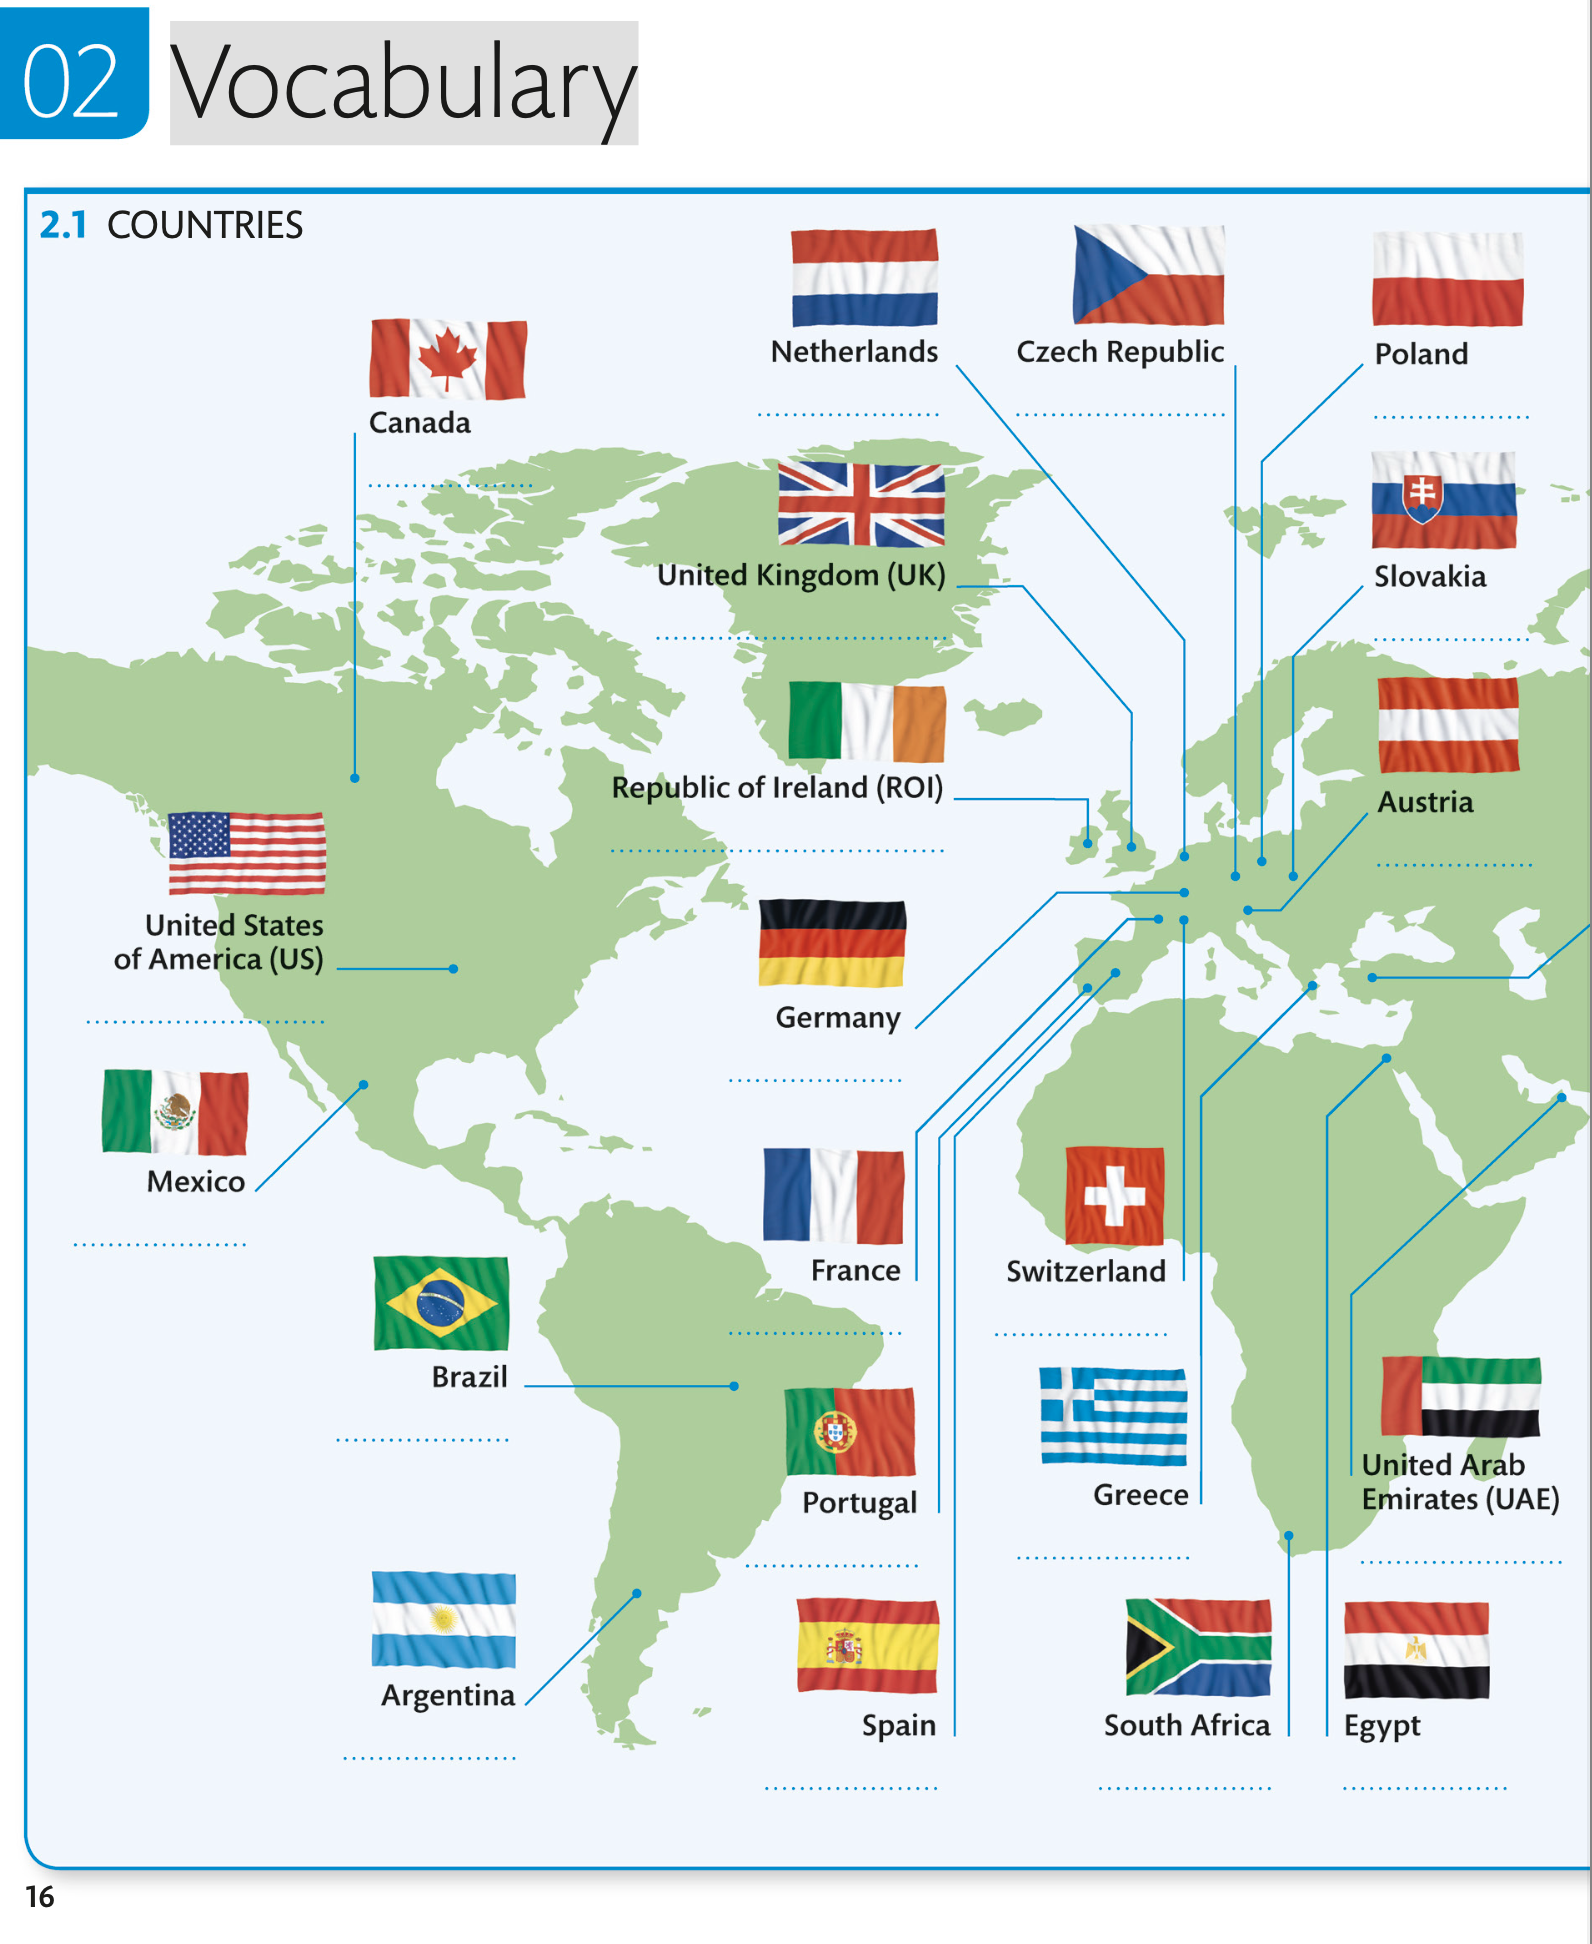 02 Vocabulary
2.1 COUNTRIES
Netherlands
Czech Republic
Poland
Canada
United Kingdom (UK)
Slovakia
Republic of Ireland (ROI)
Austria
United States
of America (US)
Germany
Mexico
France
Switzerland
Brazil
Portugal
Greece
United Arab
Emirates (UAE)
Argentina
Spain
South Africa
Egypt
16